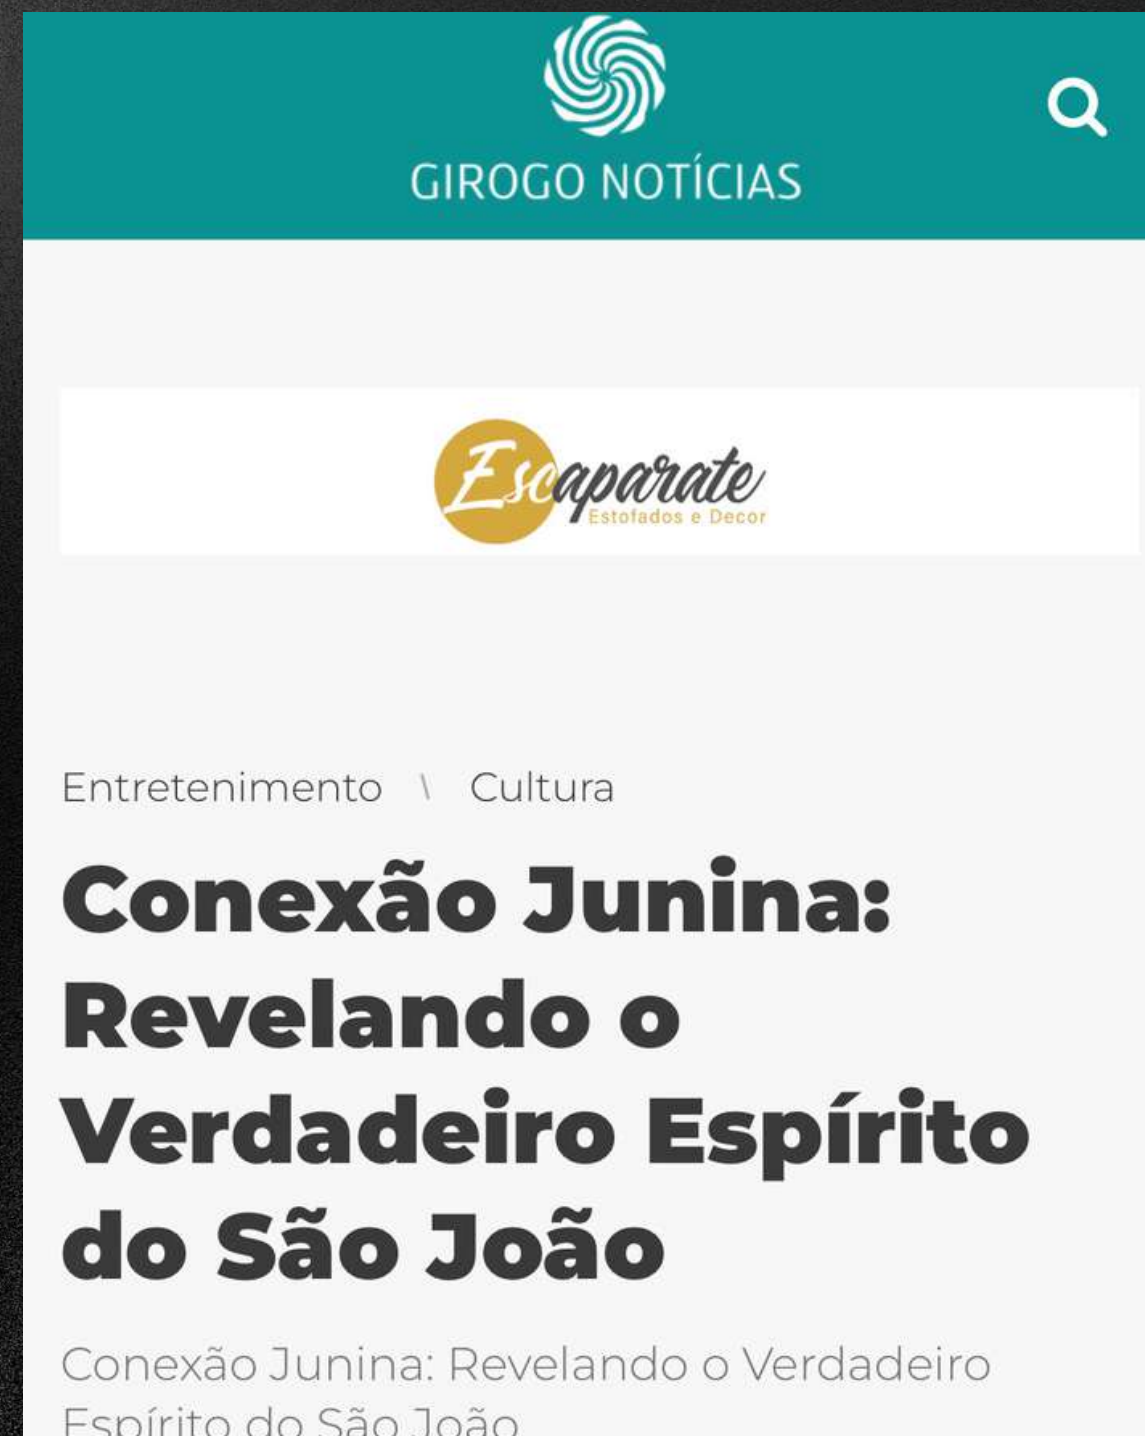 GIROGO NOTÍCIAS
Escaparate
Estofados e Decor
Entretenimento \ Cultura
Conexão Junina:
Revelando o
Verdadeiro Espírito
do São João
Conexão Junina: Revelando o Verdadeiro
Espírito do São João